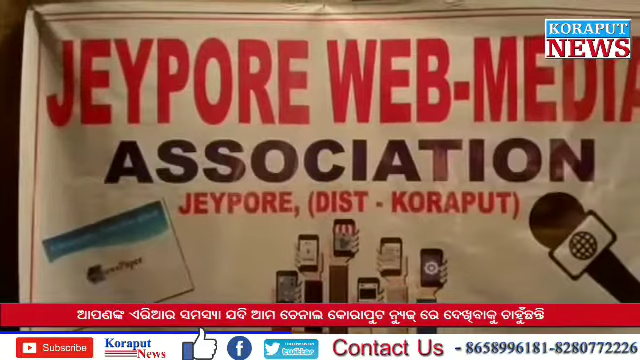 KORAPUT
NEWS
JEYPORE WEB-MEDIA
ASSOCIATION
JEYPORE, (DIST - KORAPUT)
ଆପଣଙ୍କ ଏରିଆର ସମସ୍ୟା ଯଦି ଆମ ଚେନାଲ କୋରାପୁଟ ନ୍ୟୁଜ୍ ରେ ଦେଖିବାକୁ ଚାହୁଁଛନ୍ତି
Subscribe Koraput News Contact Us - 8658996181-8280772226